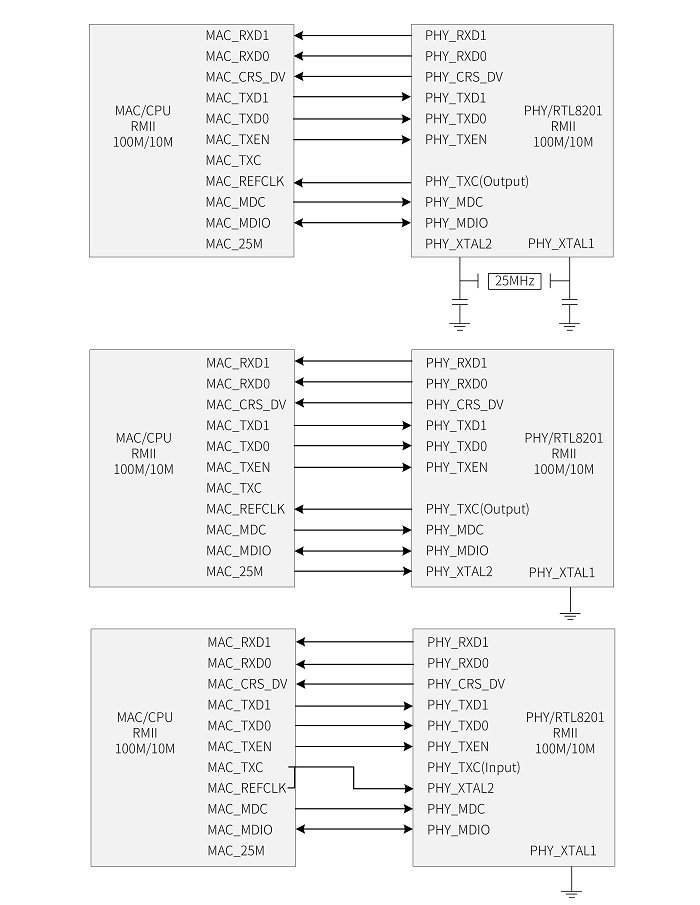 MAC_RXD1 PHY_RXD1
MAC_RXD0 PHY_RXD0
MAC_CRS_DV PHY_CRS_DV
MAC_TXD1 PHY_TXD1
MAC/CPU PHY/RTL8201
MAC_TXD0 PHY_TXD0
RMII RMII
MAC_TXEN PHY_TXEN
100M/10M 100M/10M
MAC_TXC
MAC_REFCLK PHY_TXC(Output)
MAC_MDC PHY_MDC
MAC_MDIO PHY_MDIO
MAC_25M PHY_XTAL2 PHY_XTAL1
25MHz
MAC_RXD1 PHY_RXD1
MAC_RXD0 PHY_RXD0
MAC_CRS_DV PHY_CRS_DV
MAC_TXD1 PHY_TXD1
MAC/CPU PHY/RTL8201
MAC_TXD0 PHY_TXD0
RMII RMII
MAC_TXEN PHY_TXEN
100M/10M 100M/10M
MAC_TXC
MAC_REFCLK PHY_TXC(Output)
MAC_MDC PHY_MDC
MAC_MDIO PHY_MDIO
MAC_25M PHY_XTAL2 PHY_XTAL1
MAC_RXD1 PHY_RXD1
MAC_RXD0 PHY_RXD0
MAC_CRS_DV PHY_CRS_DV
MAC_TXD1 PHY_TXD1
MAC/CPU PHY/RTL8201
MAC_TXD0 PHY_TXD0
RMII RMII
MAC_TXEN PHY_TXEN
100M/10M 100M/10M
MAC_TXC PHY_TXC(Input)
MAC_REFCLK PHY_XTAL2
MAC_MDC PHY_MDC
MAC_MDIO PHY_MDIO
MAC_25M PHY_XTAL1